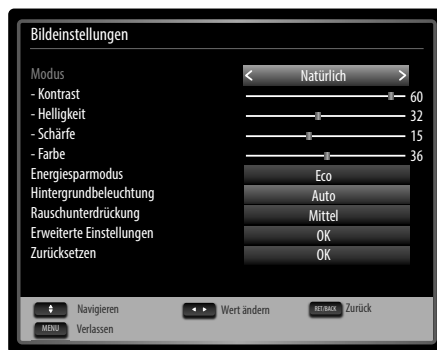 Bildeinstellungen
Modus < Natürlich >
- Kontrast 60
- Helligkeit 32
- Schärfe 15
- Farbe 36
Energiesparmodus Eco
Hintergrundbeleuchtung Auto
Rauschunterdrückung Mittel
Erweiterte Einstellungen OK
Zurücksetzen OK
Navigieren Wert ändern RET/BACK Zurück
MENU Verlassen